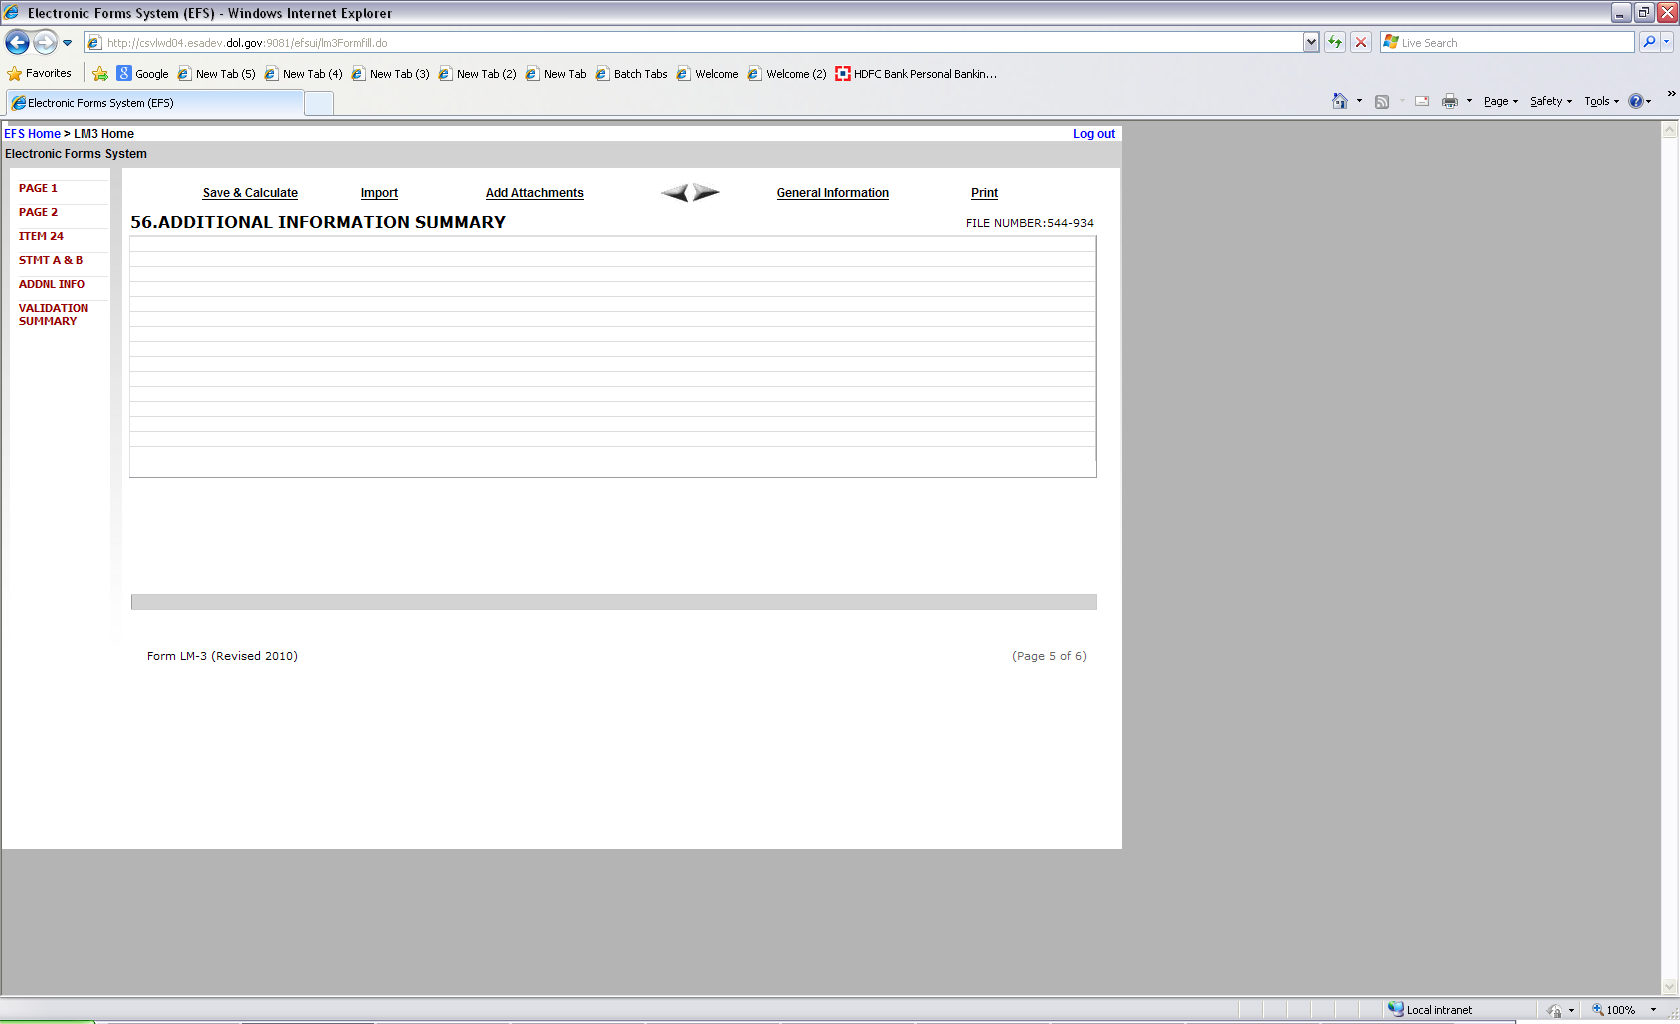 Electronic Forms System (EFS) - Windows Internet Explorer
http://csvlwd04.esadev.dol.gov:9081/efsui/lm3Formfill.do
Live Search
Favorites
Google
New Tab (5)
New Tab (4)
New Tab (3)
New Tab (2)
New Tab
Batch Tabs
Welcome
Welcome (2)
HDFC Bank Personal Bankin...
Electronic Forms System (EFS)
Page
Safety
Tools
EFS Home > LM3 Home
Log out
Electronic Forms System
PAGE 1
PAGE 2
ITEM 24
STMT A & B
ADDNL INFO
VALIDATION
SUMMARY
Save & Calculate
Import
Add Attachments
General Information
Print
56.ADDITIONAL INFORMATION SUMMARY
FILE NUMBER:544-934
Form LM-3 (Revised 2010)
(Page 5 of 6)
Local intranet
100%